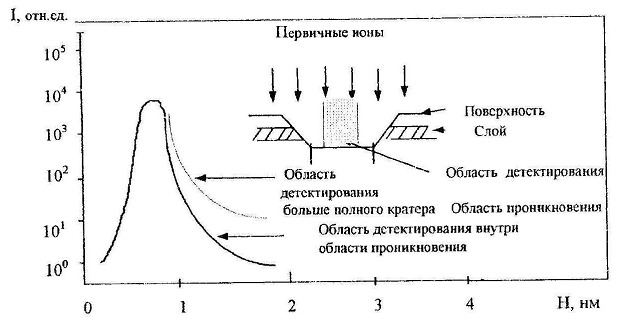 I, отн.ед.
Первичные ионы
10⁵
10⁴
10³
10²
10¹
10⁰
Поверхность
Слой
Область детектирования
Область
детектирования
больше полного кратера
Область проникновения
Область детектирования внутри
области проникновения
0 1 2 3 4 H, нм